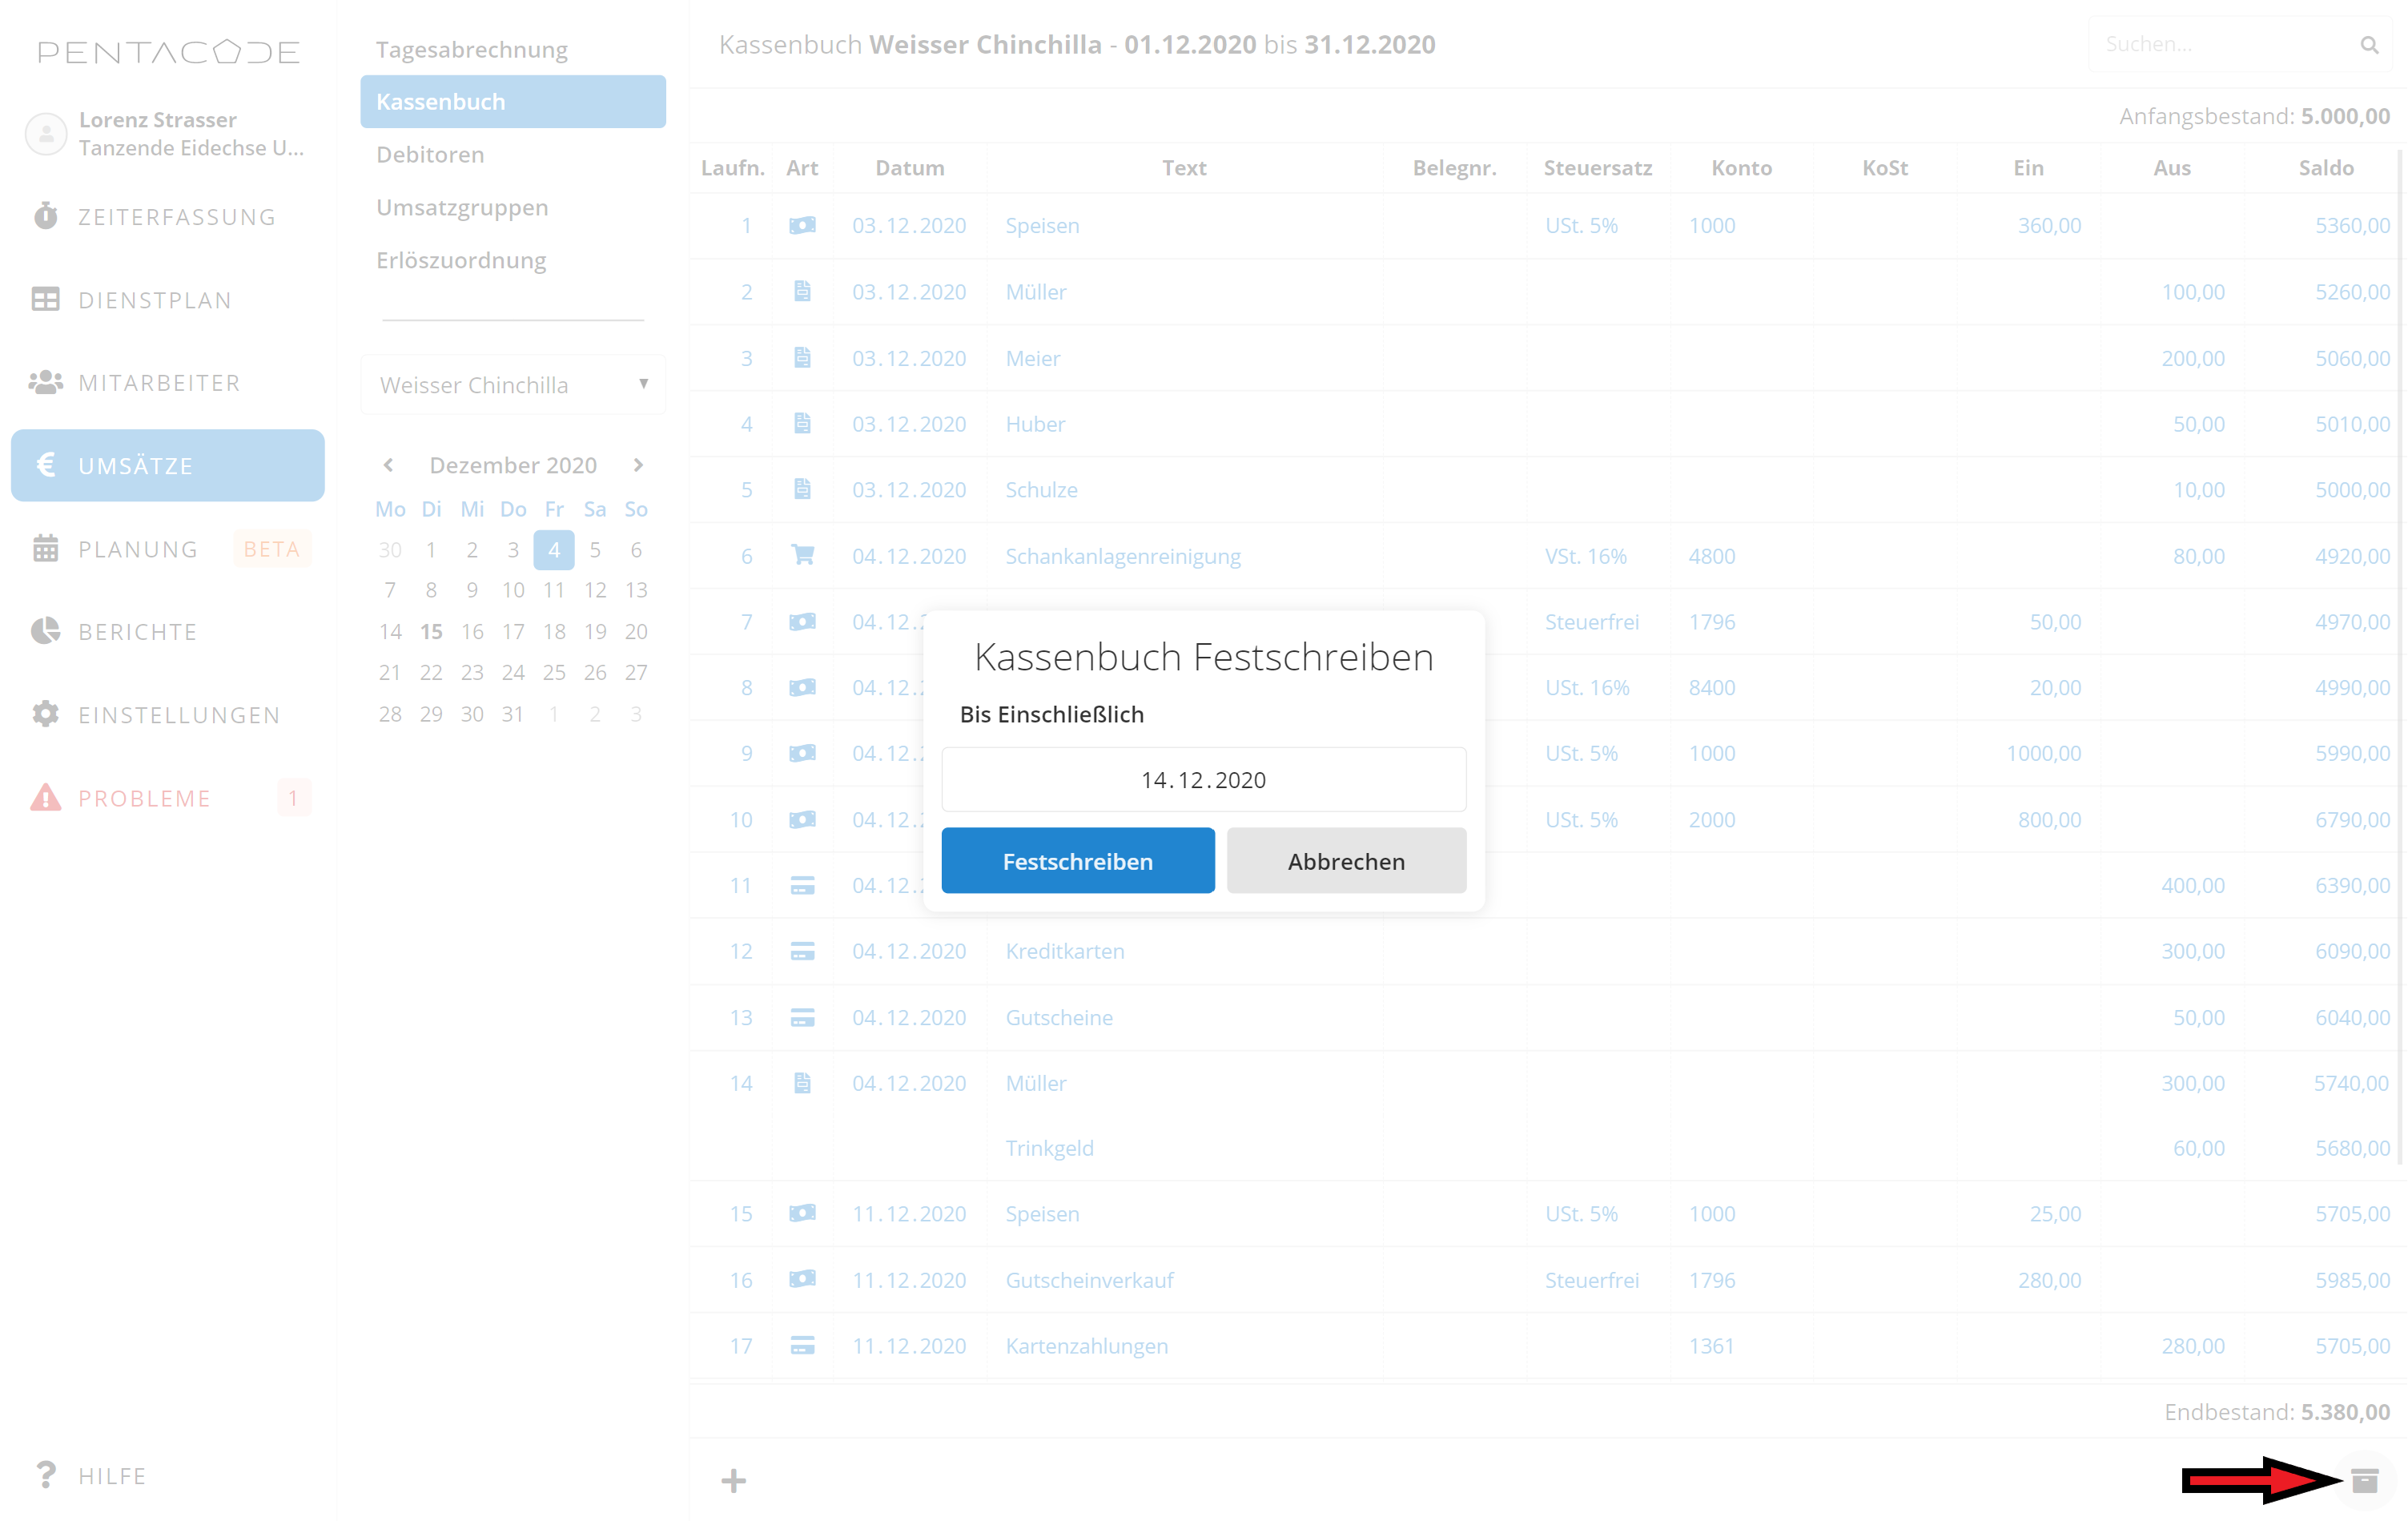 PENTACODE
Lorenz Strasser
Tanzende Eidechse U...
ZEITERFASSUNG
DIENSTPLAN
MITARBEITER
UMSÄTZE
PLANUNG BETA
BERICHTE
EINSTELLUNGEN
PROBLEME 1
HILFE
Tagesabrechnung
Kassenbuch
Debitoren
Umsatzgruppen
Erlöszuordnung
Weisser Chinchilla
Dezember 2020
Mo Di Mi Do Fr Sa So
30 1 2 3 4 5 6
7 8 9 10 11 12 13
14 15 16 17 18 19 20
21 22 23 24 25 26 27
28 29 30 31 1 2 3
Kassenbuch Weisser Chinchilla - 01.12.2020 bis 31.12.2020
Suchen...
Anfangsbestand: 5.000,00
Laufn. Art Datum Text Belegnr. Steuersatz Konto KoSt Ein Aus Saldo
1 03.12.2020 Speisen USt. 5% 1000 360,00 5360,00
2 03.12.2020 Müller 100,00 5260,00
3 03.12.2020 Meier 200,00 5060,00
4 03.12.2020 Huber 50,00 5010,00
5 03.12.2020 Schulze 10,00 5000,00
6 04.12.2020 Schankanlagenreinigung VSt. 16% 4800 80,00 4920,00
7 04.12. Steuerfrei 1796 50,00 4970,00
8 04.12. USt. 16% 8400 20,00 4990,00
9 04.12. USt. 5% 1000 1000,00 5990,00
10 04.12. USt. 5% 2000 800,00 6790,00
11 04.12. 400,00 6390,00
12 04.12.2020 Kreditkarten 300,00 6090,00
13 04.12.2020 Gutscheine 50,00 6040,00
14 04.12.2020 Müller 300,00 5740,00
Trinkgeld 60,00 5680,00
15 11.12.2020 Speisen USt. 5% 1000 25,00 5705,00
16 11.12.2020 Gutscheinverkauf Steuerfrei 1796 280,00 5985,00
17 11.12.2020 Kartenzahlungen 1361 280,00 5705,00
Endbestand: 5.380,00
Kassenbuch Festschreiben
Bis Einschließlich
14.12.2020
Festschreiben Abbrechen